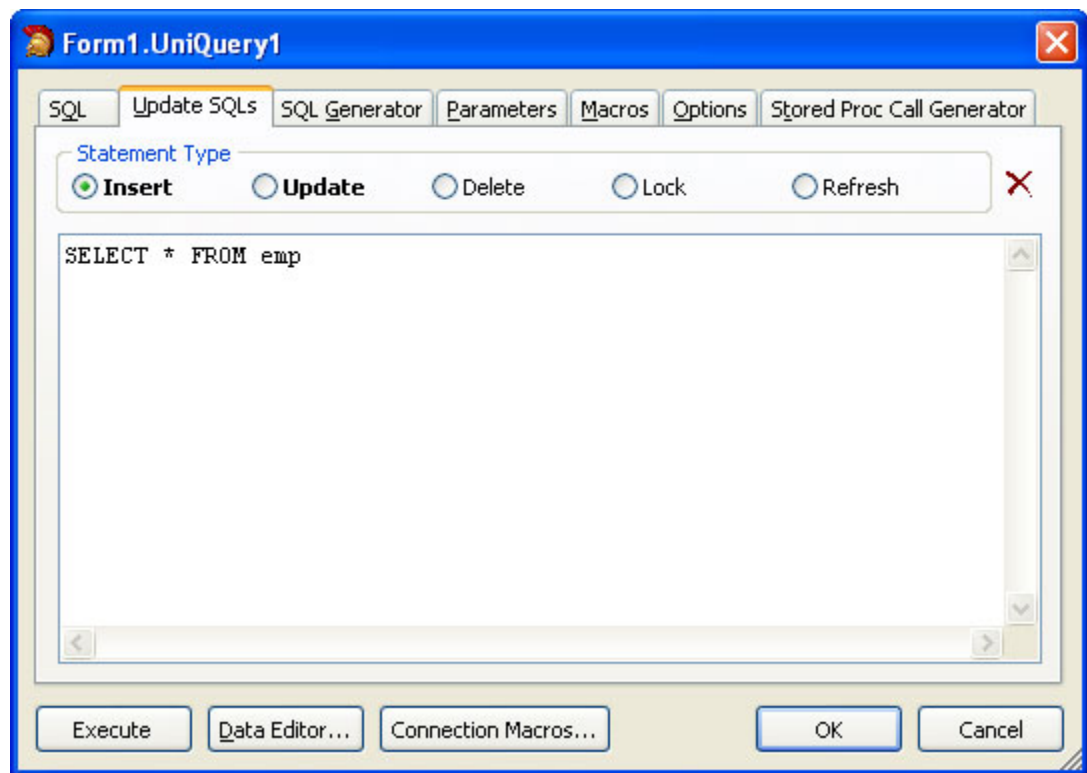 Form1.UniQuery1
SQL Update SQLs SQL Generator Parameters Macros Options Stored Proc Call Generator
Statement Type
Insert Update Delete Lock Refresh
SELECT * FROM emp
Execute Data Editor... Connection Macros... OK Cancel